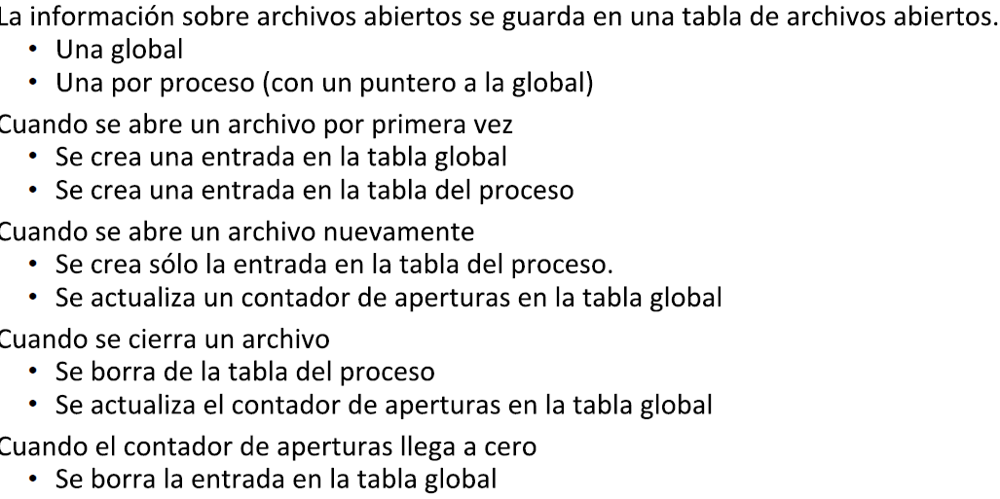 La información sobre archivos abiertos se guarda en una tabla de archivos abiertos.
• Una global
• Una por proceso (con un puntero a la global)
Cuando se abre un archivo por primera vez
• Se crea una entrada en la tabla global
• Se crea una entrada en la tabla del proceso
Cuando se abre un archivo nuevamente
• Se crea sólo la entrada en la tabla del proceso.
• Se actualiza un contador de aperturas en la tabla global
Cuando se cierra un archivo
• Se borra de la tabla del proceso
• Se actualiza el contador de aperturas en la tabla global
Cuando el contador de aperturas llega a cero
• Se borra la entrada en la tabla global